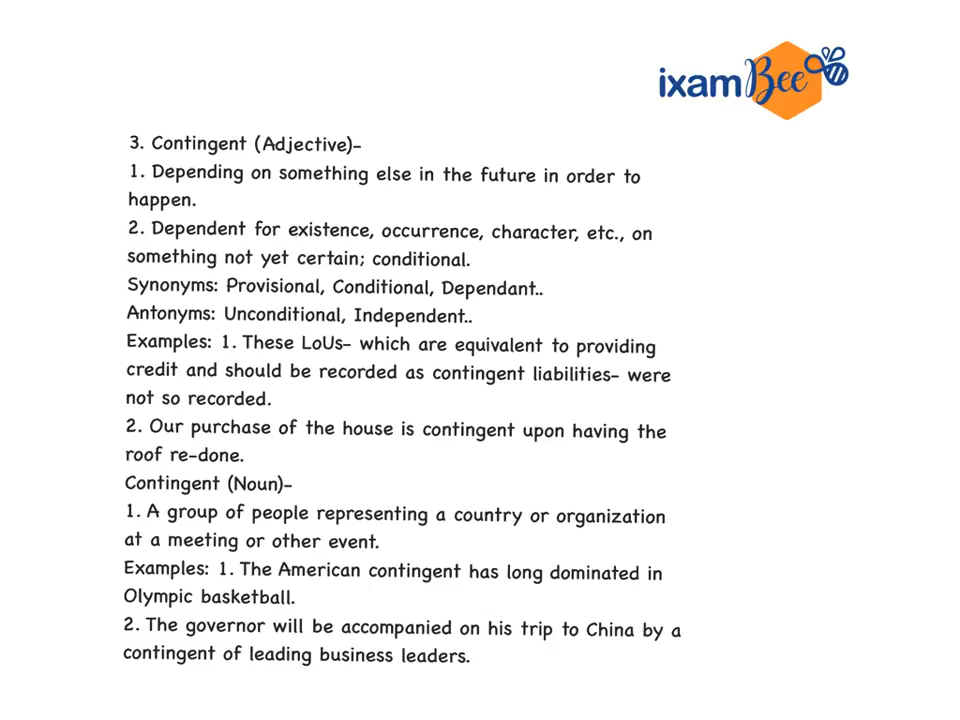 ixamBee
3. Contingent (Adjective)-
1. Depending on something else in the future in order to
happen.
2. Dependent for existence, occurrence, character, etc., on
something not yet certain; conditional.
Synonyms: Provisional, Conditional, Dependant..
Antonyms: Unconditional, Independent..
Examples: 1. These LoUs- which are equivalent to providing
credit and should be recorded as contingent liabilities- were
not so recorded.
2. Our purchase of the house is contingent upon having the
roof re-done.
Contingent (Noun)-
1. A group of people representing a country or organization
at a meeting or other event.
Examples: 1. The American contingent has long dominated in
Olympic basketball.
2. The governor will be accompanied on his trip to China by a
contingent of leading business leaders.